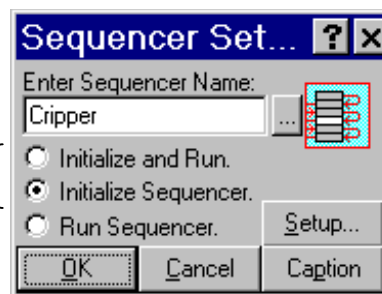 Sequencer Set...
Enter Sequencer Name:
Cripper
...
Initialize and Run.
Initialize Sequencer.
Run Sequencer.
Setup...
OK Cancel Caption